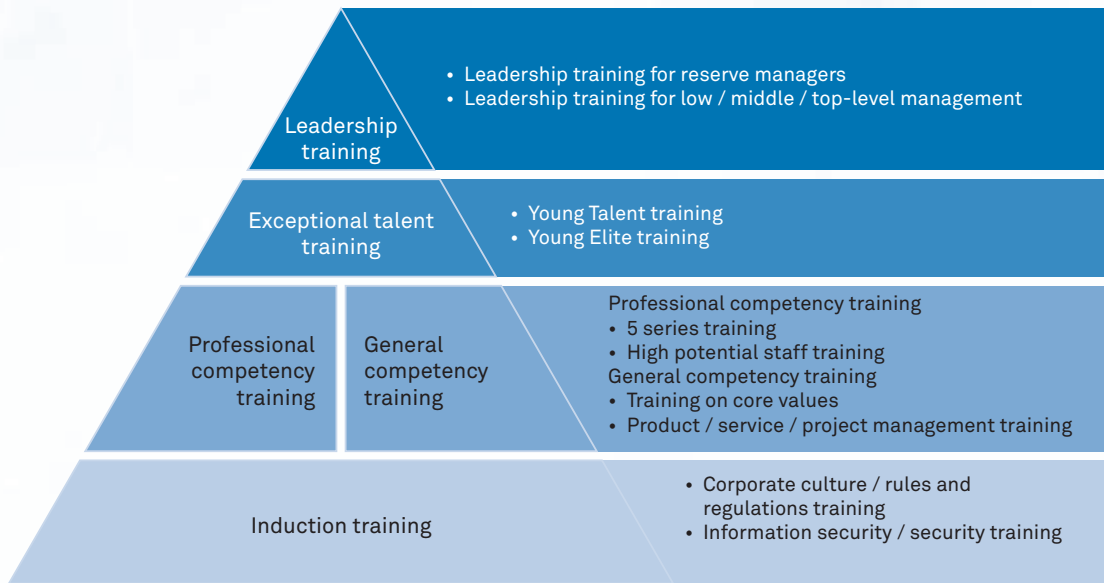 Leadership
training
• Leadership training for reserve managers
• Leadership training for low / middle / top-level management
Exceptional talent
training
• Young Talent training
• Young Elite training
Professional
competency
training
General
competency
training
Professional competency training
• 5 series training
• High potential staff training
General competency training
• Training on core values
• Product / service / project management training
Induction training
• Corporate culture / rules and
regulations training
• Information security / security training